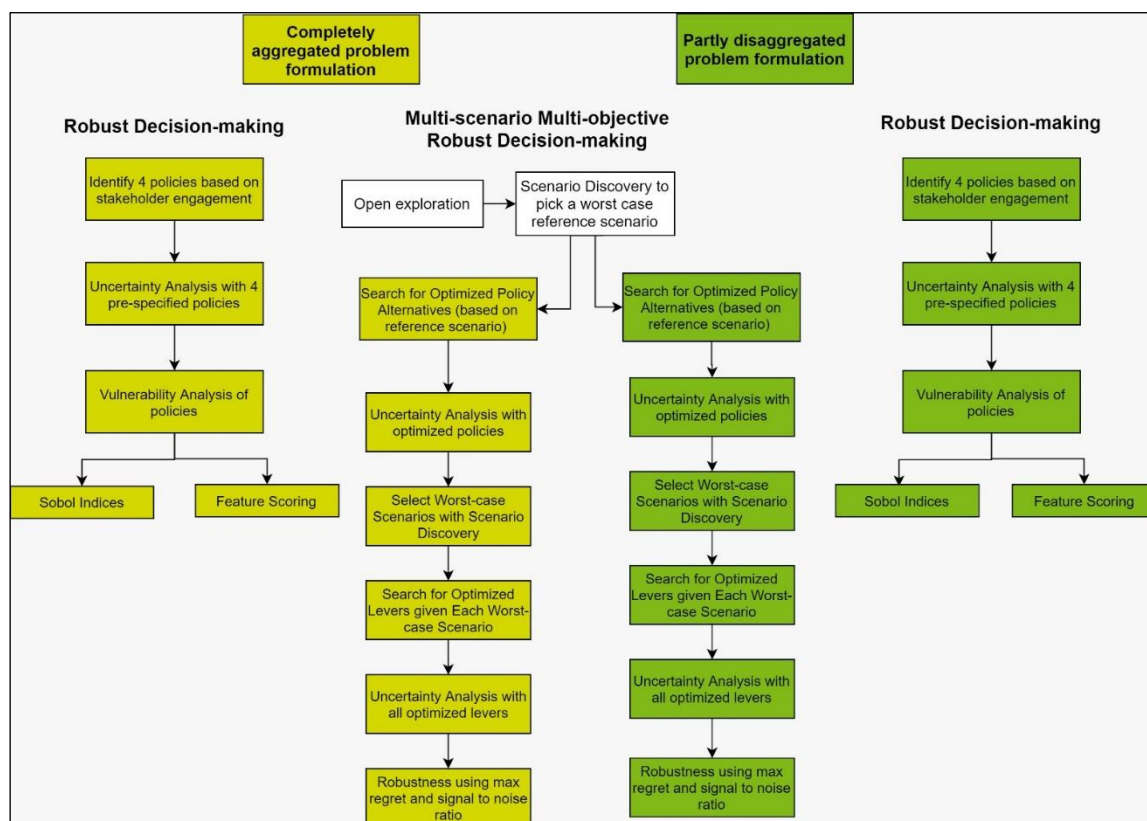 Completely
aggregated problem
formulation
Partly disaggregated
problem formulation
Robust Decision-making
Identify 4 policies based on
stakeholder engagement
Uncertainty Analysis with 4
pre-specified policies
Vulnerability Analysis of
policies
Sobol Indices
Feature Scoring
Multi-scenario Multi-objective
Robust Decision-making
Open exploration
Scenario Discovery to
pick a worst case
reference scenario
Search for Optimized Policy
Alternatives (based on
reference scenario)
Uncertainty Analysis with
optimized policies
Select Worst-case
Scenarios with Scenario
Discovery
Search for Optimized
Levers given Each Worst-
case Scenario
Uncertainty Analysis with
all optimized levers
Robustness using max
regret and signal to noise
ratio
Search for Optimized Policy
Alternatives (based on
reference scenario)
Uncertainty Analysis with
optimized policies
Select Worst-case
Scenarios with Scenario
Discovery
Search for Optimized
Levers given Each Worst-
case Scenario
Uncertainty Analysis with
all optimized levers
Robustness using max
regret and signal to noise
ratio
Robust Decision-making
Identify 4 policies based on
stakeholder engagement
Uncertainty Analysis with 4
pre-specified policies
Vulnerability Analysis of
policies
Sobol Indices
Feature Scoring